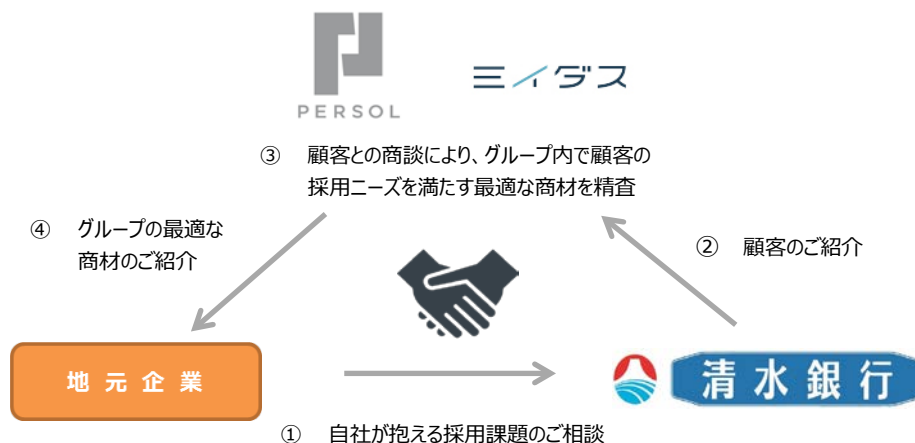 PERSOL
ミイダス
③ 顧客との商談により、グループ内で顧客の
採用ニーズを満たす最適な商材を精査
④ グループの最適な
商材のご紹介
② 顧客のご紹介
地元企業
清水銀行
① 自社が抱える採用課題のご相談